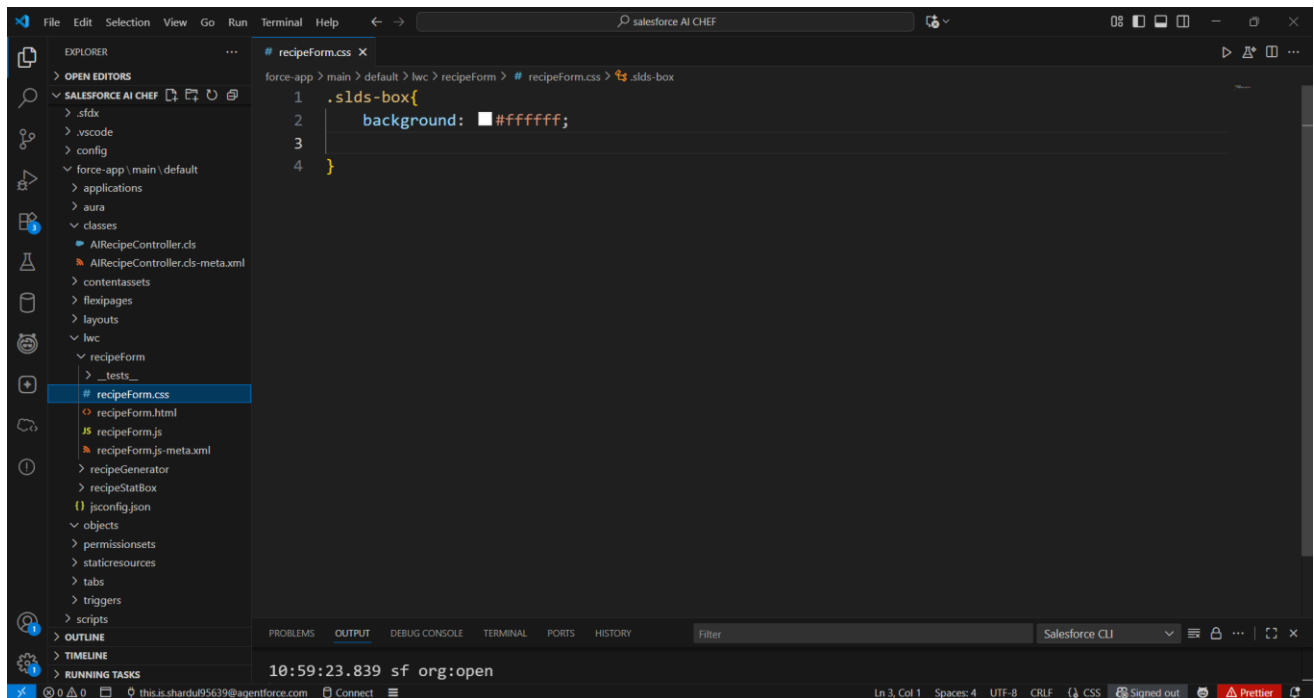 File Edit Selection View Go Run Terminal Help
salesforce AI CHEF
EXPLORER
OPEN EDITORS
SALESFORCE AI CHEF
.sfdx
.vscode
config
force-app\main\default
applications
aura
classes
AIRecipeController.cls
AIRecipeController.cls-meta.xml
contentassets
flexipages
layouts
lwc
recipeForm
__tests__
# recipeForm.css
recipeForm.html
JS recipeForm.js
recipeForm.js-meta.xml
recipeGenerator
recipeStatBox
{} jsconfig.json
objects
permissionsets
staticresources
tabs
triggers
scripts
OUTLINE
TIMELINE
RUNNING TASKS
# recipeForm.css
force-app > main > default > lwc > recipeForm > # recipeForm.css > .slds-box
1 .slds-box{
2 background: #ffffff;
3
4 }
PROBLEMS OUTPUT DEBUG CONSOLE TERMINAL PORTS HISTORY Filter Salesforce CLI
10:59:23.839 sf org:open
0 0 this.is.shardul95639@agentforce.com Connect Ln 3, Col 1 Spaces: 4 UTF-8 CRLF CSS Signed out Prettier